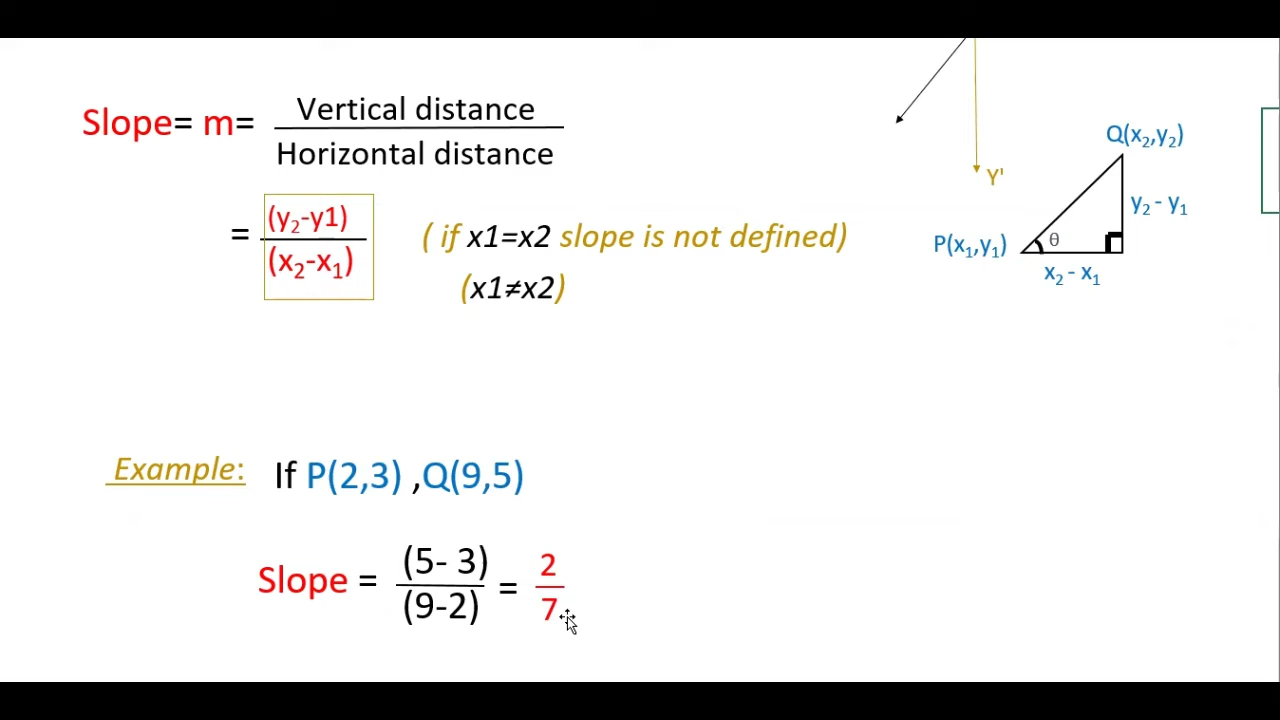 Slope= m= Vertical distance
Horizontal distance
= (y₂-y1)
(x₂-x₁)
( if x1=x2 slope is not defined)
(x1≠x2)
Y'
Q(x₂,y₂)
y₂ - y₁
P(x₁,y₁)
θ
x₂ - x₁
Example: If P(2,3) ,Q(9,5)
Slope = (5- 3) = 2
(9-2) 7